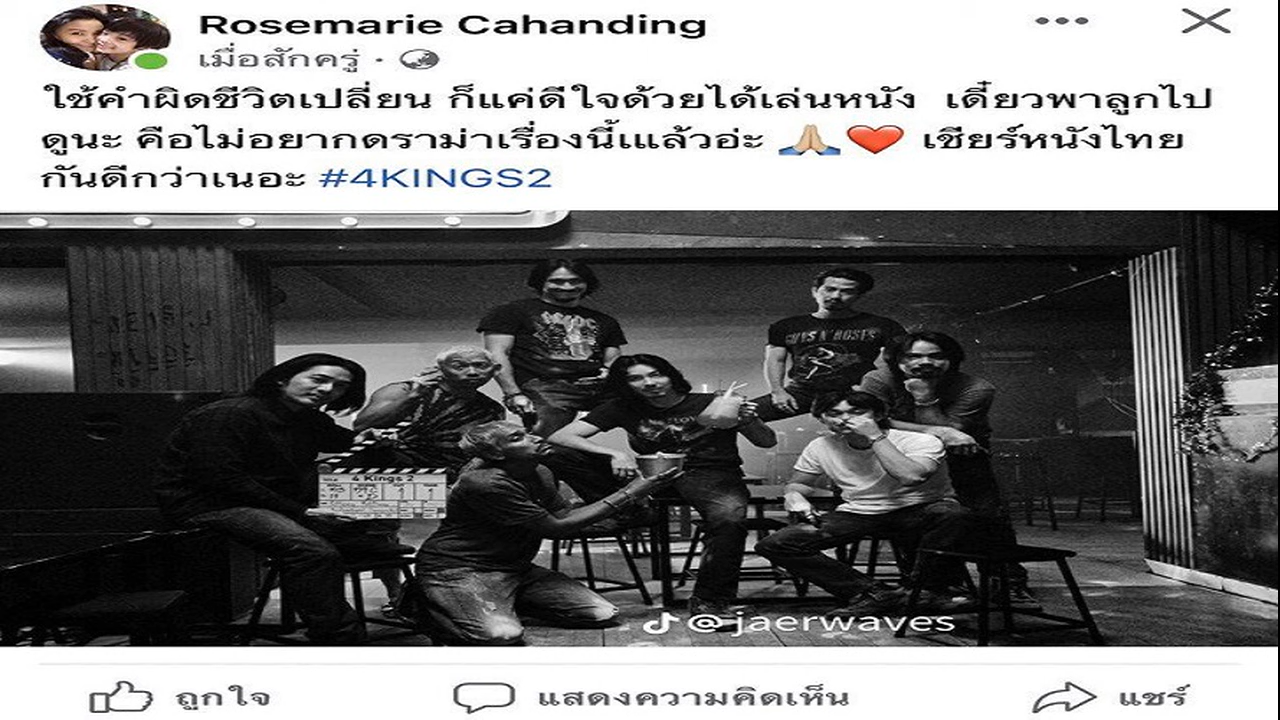 Rosemarie Cahanding
เมื่อสักครู่ ·
ใช้คำผิดชีวิตเปลี่ยน ก็แค่ดีใจด้วยได้เล่นหนัง เดี๋ยวพาลูกไป
ดูนะ คือไม่อยากดราม่าเรื่องนี้เเล้วอ่ะ 🙏🏼❤️ เชียร์หนังไทย
กันดีกว่าเนอะ #4KINGS2
GUNS N' ROSES
4 Kings 2
@jaerwaves
ถูกใจ
แสดงความคิดเห็น
แชร์